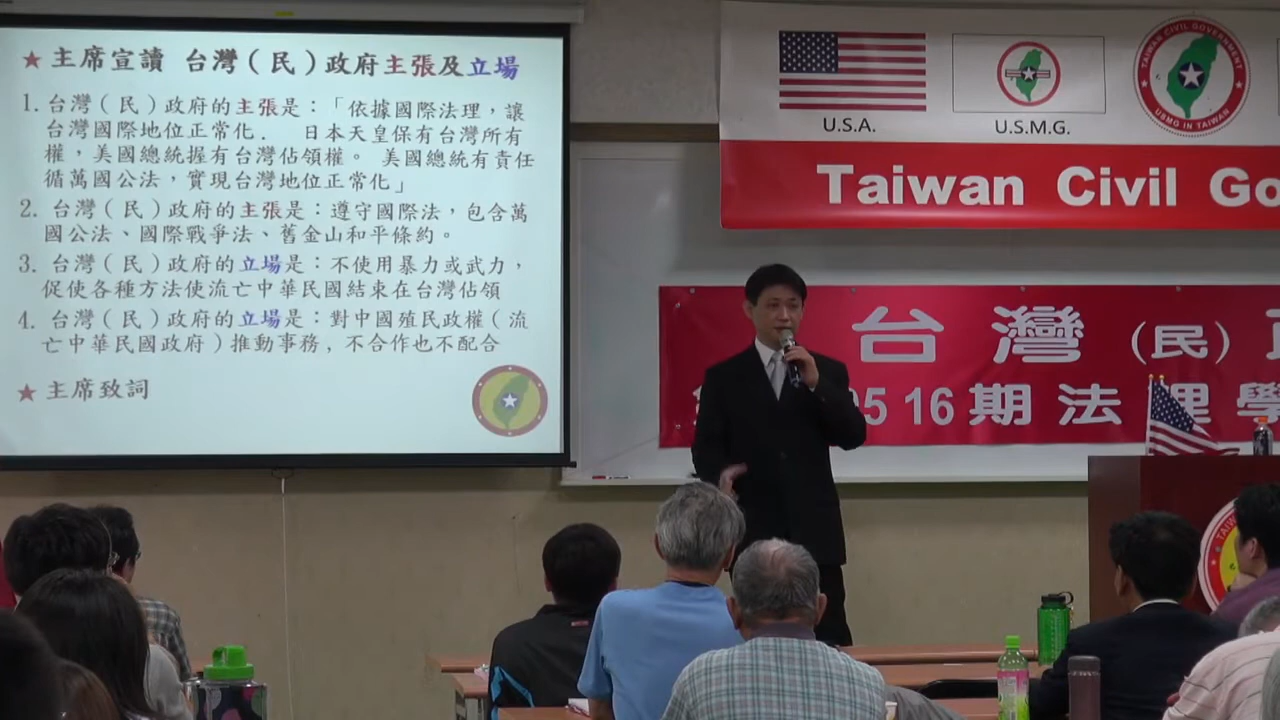 ★ 主席宣讀 台灣（民）政府主張及立場
1. 台灣（民）政府的主張是：「依據國際法理，讓
台灣國際地位正常化． 日本天皇保有台灣所有
權，美國總統握有台灣佔領權。 美國總統有責任
循萬國公法，實現台灣地位正常化」
2. 台灣（民）政府的主張是：遵守國際法，包含萬
國公法、國際戰爭法、舊金山和平條約。
3. 台灣（民）政府的立場是：不使用暴力或武力，
促使各種方法使流亡中華民國結束在台灣佔領
4. 台灣（民）政府的立場是：對中國殖民政權（流
亡中華民國政府）推動事務, 不合作也不配合
★ 主席致詞
U.S.A.
U.S.M.G.
TAIWAN CIVIL GOVERNMENT
USMG IN TAIWAN
Taiwan Civil Go
台灣（民）
05 16期法理學